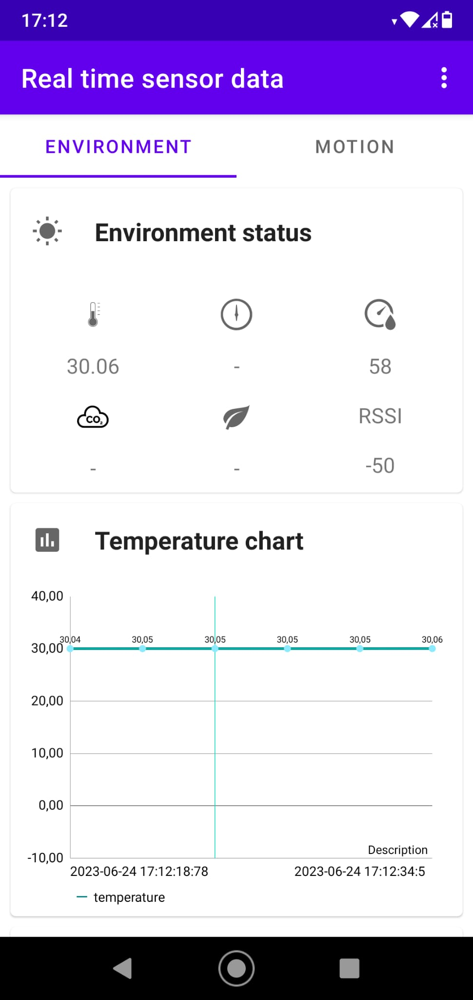 17:12
Real time sensor data
ENVIRONMENT MOTION
Environment status
30.06 - 58
CO₂ RSSI
- - -50
Temperature chart
40,00
30,04 30,05 30,05 30,05 30,05 30,06
30,00
20,00
10,00
0,00
Description
-10,00
2023-06-24 17:12:18:78 2023-06-24 17:12:34:5
temperature